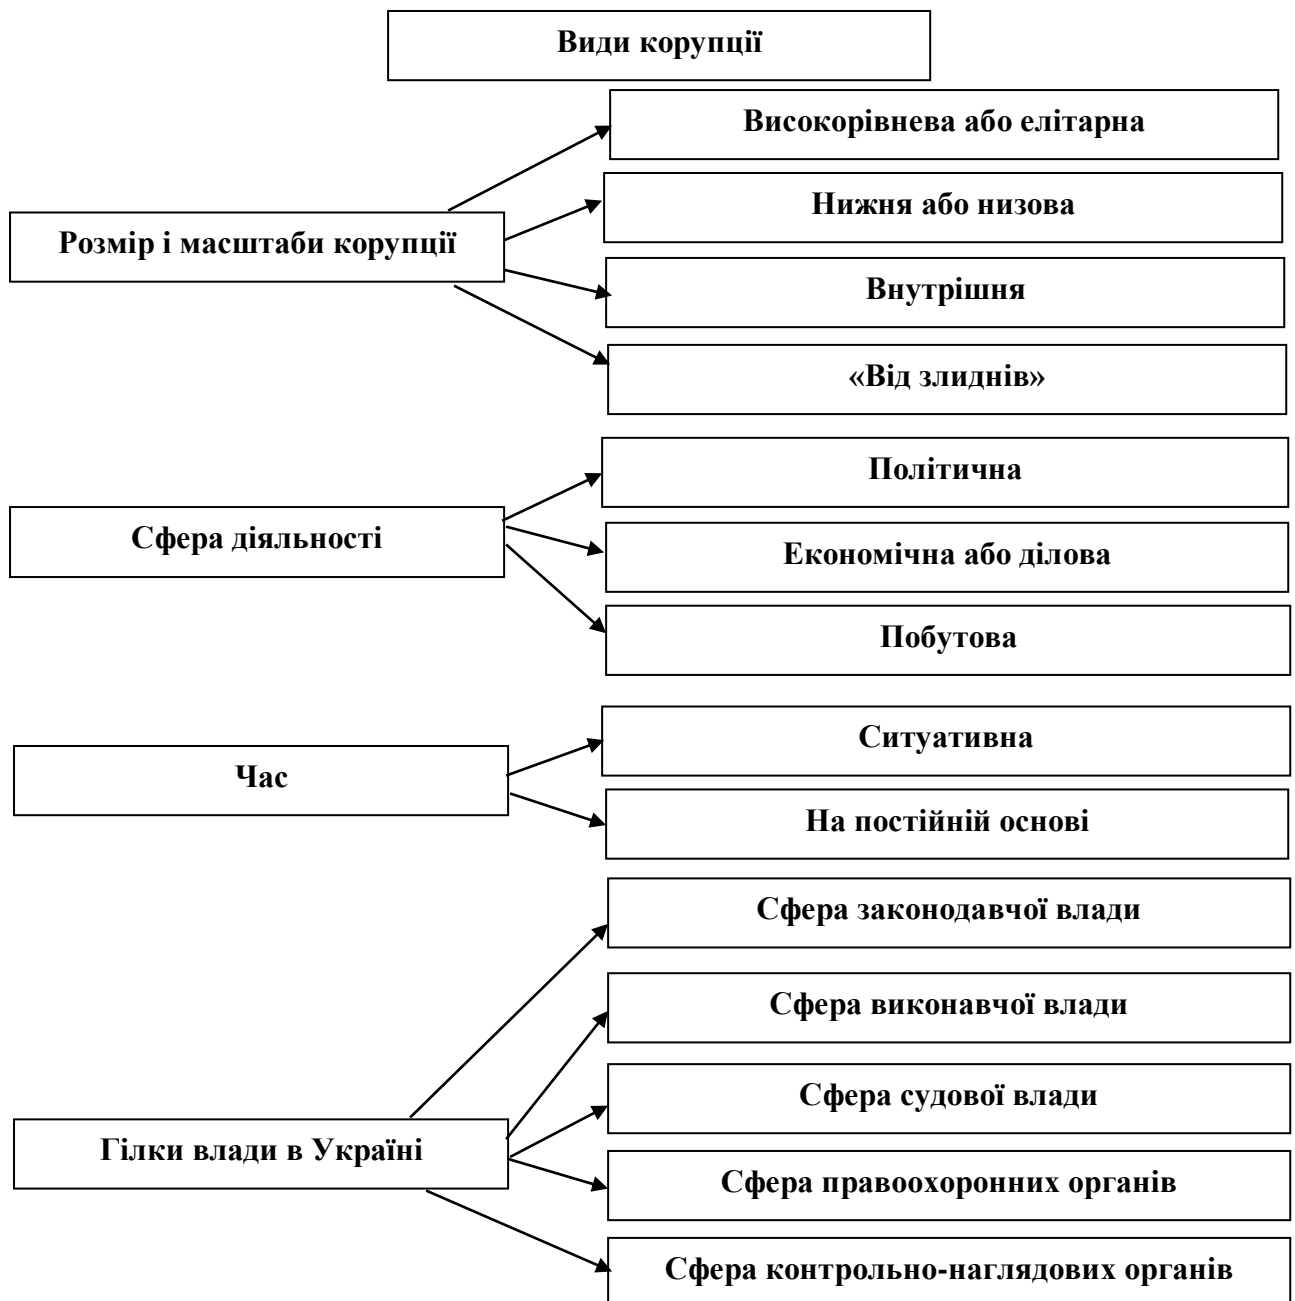 Види корупції
Розмір і масштаби корупції
Високорівнева або елітарна
Нижня або низова
Внутрішня
«Від злиднів»
Сфера діяльності
Політична
Економічна або ділова
Побутова
Час
Ситуативна
На постійній основі
Гілки влади в Україні
Сфера законодавчої влади
Сфера виконавчої влади
Сфера судової влади
Сфера правоохоронних органів
Сфера контрольно-наглядових органів